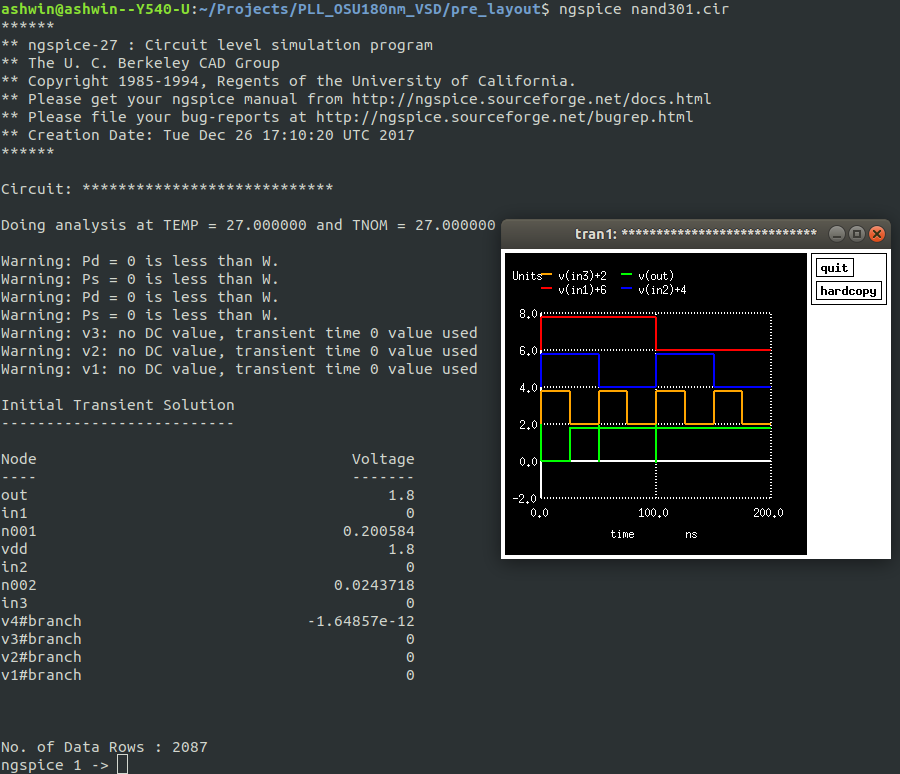 ashwin@ashwin--Y540-U:~/Projects/PLL_OSU180nm_VSD/pre_layout$ ngspice nand301.cir
******
** ngspice-27 : Circuit level simulation program
** The U. C. Berkeley CAD Group
** Copyright 1985-1994, Regents of the University of California.
** Please get your ngspice manual from http://ngspice.sourceforge.net/docs.html
** Please file your bug-reports at http://ngspice.sourceforge.net/bugrep.html
** Creation Date: Tue Dec 26 17:10:20 UTC 2017
******
Circuit: ****************************
Doing analysis at TEMP = 27.000000 and TNOM = 27.000000
Warning: Pd = 0 is less than W.
Warning: Ps = 0 is less than W.
Warning: Pd = 0 is less than W.
Warning: Ps = 0 is less than W.
Warning: v3: no DC value, transient time 0 value used
Warning: v2: no DC value, transient time 0 value used
Warning: v1: no DC value, transient time 0 value used
Initial Transient Solution
--------------------------
Node Voltage
---- -------
out 1.8
in1 0
n001 0.200584
vdd 1.8
in2 0
n002 0.0243718
in3 0
v4#branch -1.64857e-12
v3#branch 0
v2#branch 0
v1#branch 0
No. of Data Rows : 2087
ngspice 1 ->
tran1: ****************************
quit
hardcopy
Units v(in3)+2 v(out)
v(in1)+6 v(in2)+4
8.0
6.0
4.0
2.0
0.0
-2.0
0.0 100.0 200.0
time ns